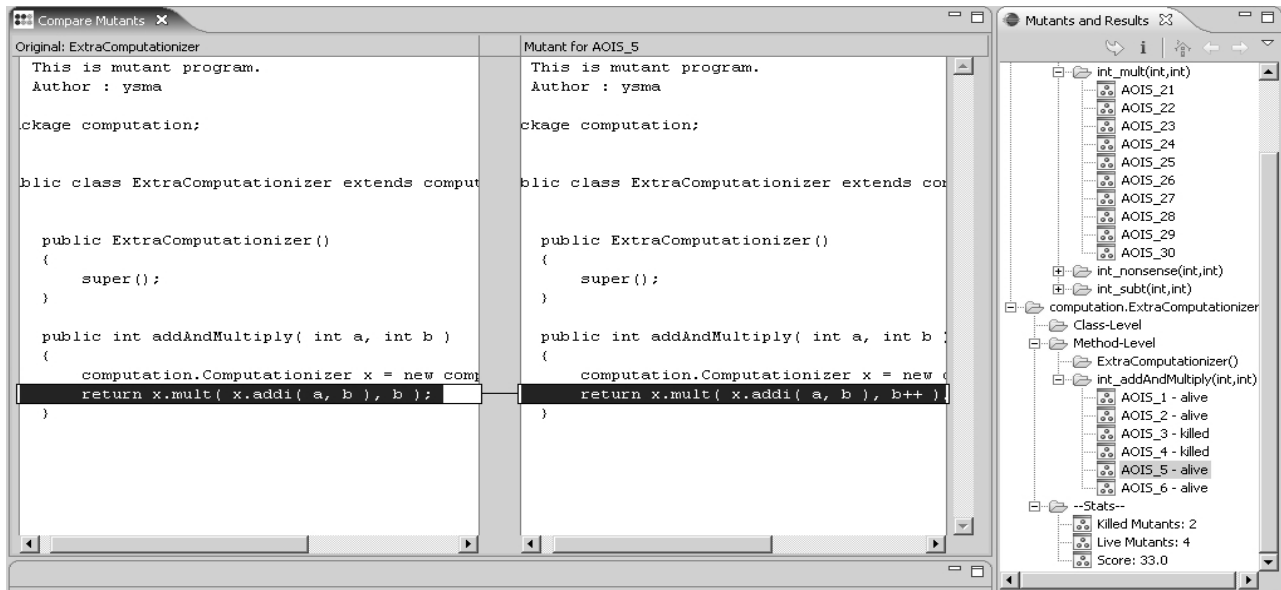 Compare Mutants
Original: ExtraComputationizer
This is mutant program.
Author : ysma
ckage computation;
blic class ExtraComputationizer extends comput
public ExtraComputationizer()
{
super();
}
public int addAndMultiply( int a, int b )
{
computation.Computationizer x = new comp
return x.mult( x.addi( a, b ), b );
}
Mutant for AOIS_5
This is mutant program.
Author : ysma
ckage computation;
blic class ExtraComputationizer extends con
public ExtraComputationizer()
{
super();
}
public int addAndMultiply( int a, int b )
{
computation.Computationizer x = new c
return x.mult( x.addi( a, b ), b++ )
}
Mutants and Results
int_mult(int,int)
AOIS_21
AOIS_22
AOIS_23
AOIS_24
AOIS_25
AOIS_26
AOIS_27
AOIS_28
AOIS_29
AOIS_30
int_nonsense(int,int)
int_subt(int,int)
computation.ExtraComputationizer
Class-Level
Method-Level
ExtraComputationizer()
int_addAndMultiply(int,int)
AOIS_1 - alive
AOIS_2 - alive
AOIS_3 - killed
AOIS_4 - killed
AOIS_5 - alive
AOIS_6 - alive
--Stats--
Killed Mutants: 2
Live Mutants: 4
Score: 33.0